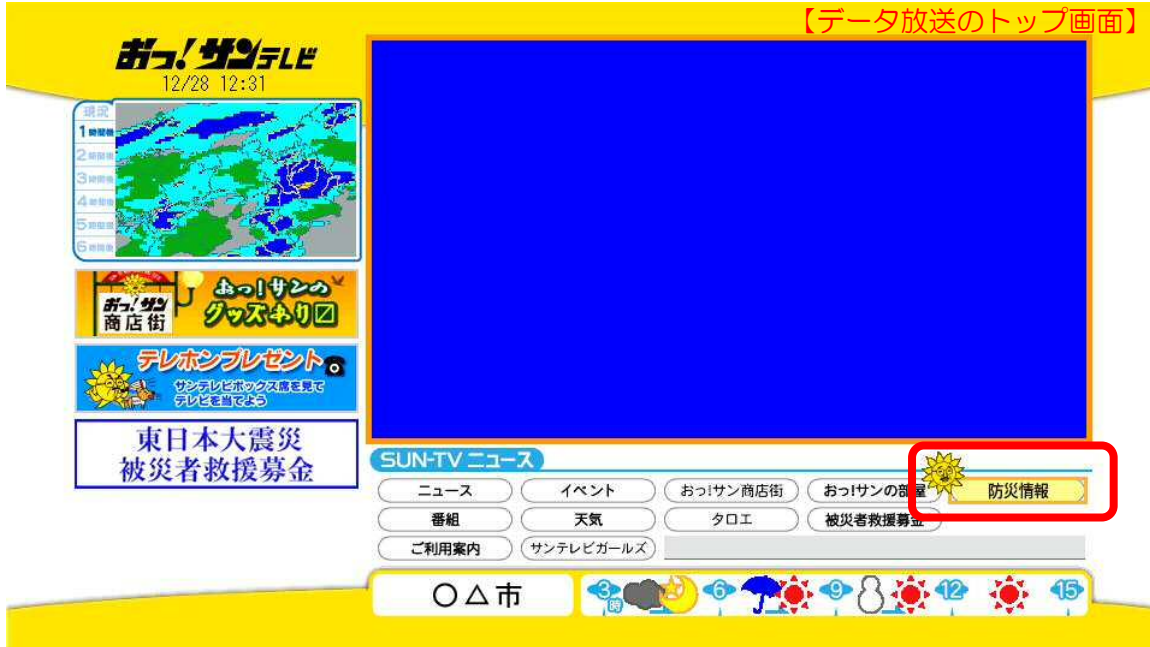 【データ放送のトップ画面】
おっ!サンテレビ
12/28 12:31
現況
1時間後
2時間後
3時間後
4時間後
5時間後
6時間後
おっ!サン
商店街
おっ!サンの
グッズあり〼
テレホンプレゼント
サンテレビボックス席を見て
テレビを当てよう
東日本大震災
被災者救援募金
SUN-TV ニュース
ニュース イベント おっ!サン商店街 おっ!サンの部屋 防災情報
番組 天気 タロエ 被災者救援募金
ご利用案内 サンテレビガールズ
〇△市 3時 6 9 12 15